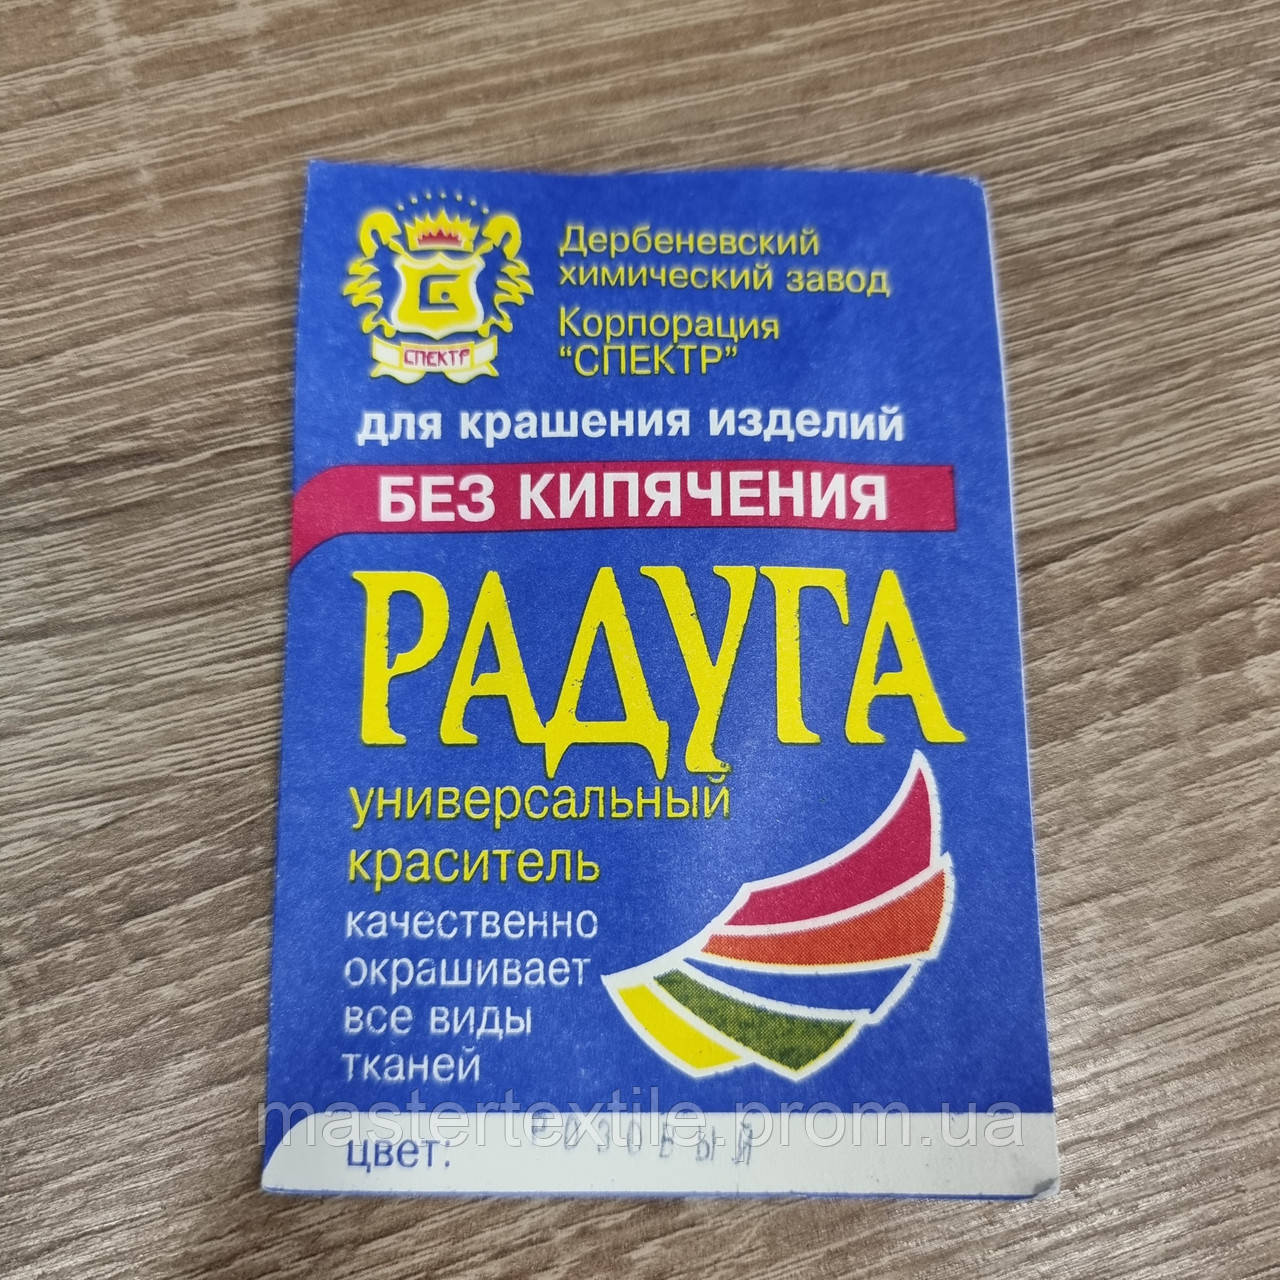 СПЕКТР
Дербеневский
химический завод
Корпорация
“СПЕКТР”
для крашения изделий
БЕЗ КИПЯЧЕНИЯ
РАДУГА
универсальный
краситель
качественно
окрашивает
все виды
тканей
mastertextile.prom.ua
цвет: РОЗОВЫЙ